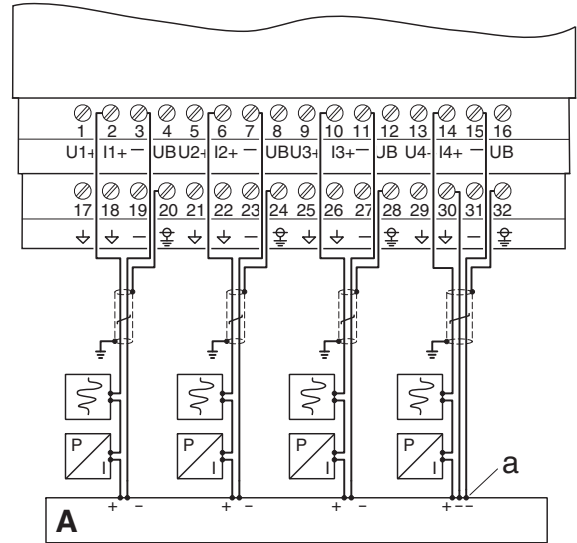 1 2 3 4 5 6 7 8 9 10 11 12 13 14 15 16
U1+ I1+ − UB U2+ I2+ − UB U3+ I3+ − UB U4- I4+ − UB
17 18 19 20 21 22 23 24 25 26 27 28 29 30 31 32
− − − −
P I P I P I P I
a
+ − + − + − + − −
A